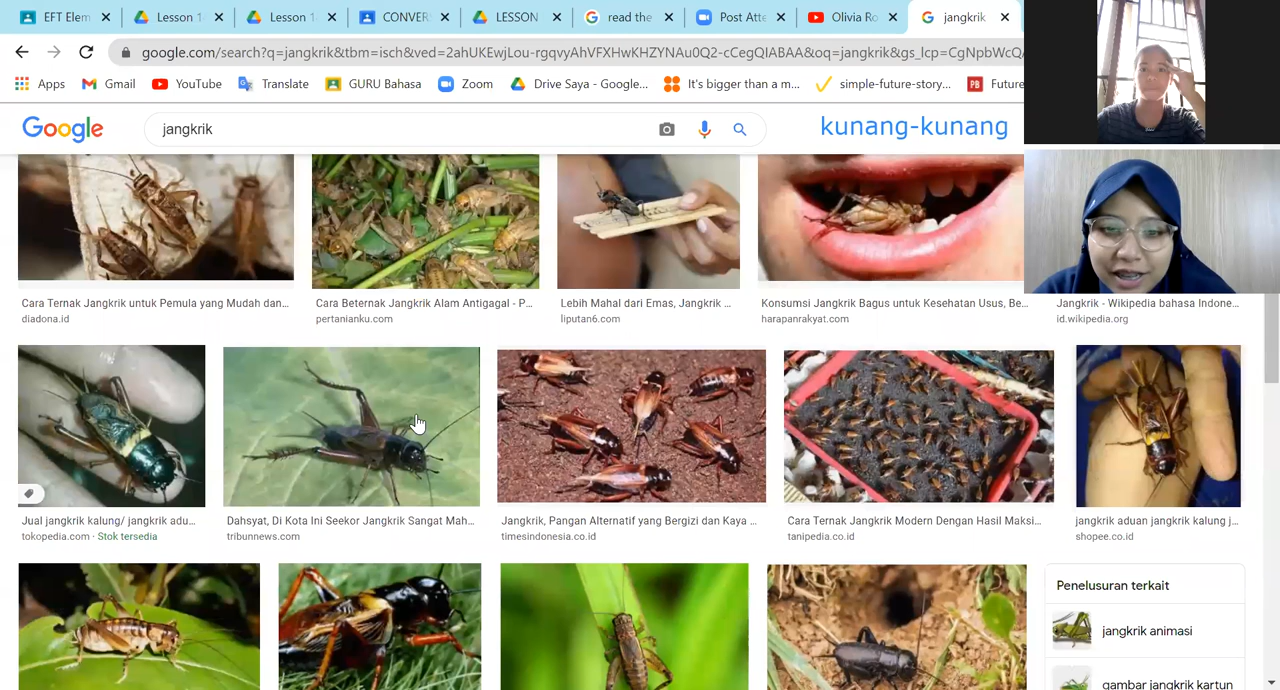 EFT Elem
Lesson 1
Lesson 1
CONVER
LESSON
read the
Post Atte
Olivia Ro
jangkrik
google.com/search?q=jangkrik&tbm=isch&ved=2ahUKEwjLou-rgqvyAhVFXHwKHZYNAu0Q2-cCegQIABAA&oq=jangkrik&gs_lcp=CgNpbWcQA
Apps
Gmail
YouTube
Translate
GURU Bahasa
Zoom
Drive Saya - Google...
It's bigger than a m...
simple-future-story...
Future
Google
jangkrik
kunang-kunang
Cara Ternak Jangkrik untuk Pemula yang Mudah dan...
diadona.id
Cara Beternak Jangkrik Alam Antigagal - P...
pertanianku.com
Lebih Mahal dari Emas, Jangkrik ...
liputan6.com
Konsumsi Jangkrik Bagus untuk Kesehatan Usus, Be...
harapanrakyat.com
Jangkrik - Wikipedia bahasa Indone...
id.wikipedia.org
Jual jangkrik kalung/ jangkrik adu...
tokopedia.com · Stok tersedia
Dahsyat, Di Kota Ini Seekor Jangkrik Sangat Mah...
tribunnews.com
Jangkrik, Pangan Alternatif yang Bergizi dan Kaya ...
timesindonesia.co.id
Cara Ternak Jangkrik Modern Dengan Hasil Maksi...
tanipedia.co.id
jangkrik aduan jangkrik kalung j...
shopee.co.id
Penelusuran terkait
jangkrik animasi
gambar jangkrik kartun